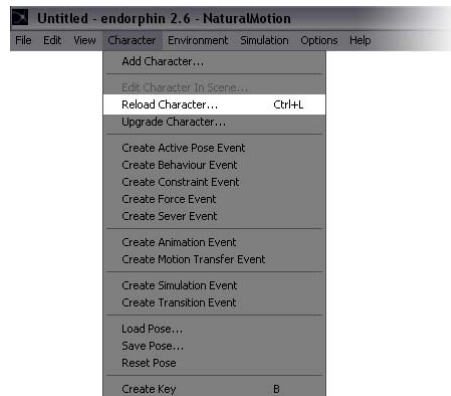 Untitled - endorphin 2.6 - NaturalMotion
File Edit View Character Environment Simulation Options Help
Add Character...
Edit Character In Scene...
Reload Character... Ctrl+L
Upgrade Character...
Create Active Pose Event
Create Behaviour Event
Create Constraint Event
Create Force Event
Create Sever Event
Create Animation Event
Create Motion Transfer Event
Create Simulation Event
Create Transition Event
Load Pose...
Save Pose...
Reset Pose
Create Key B